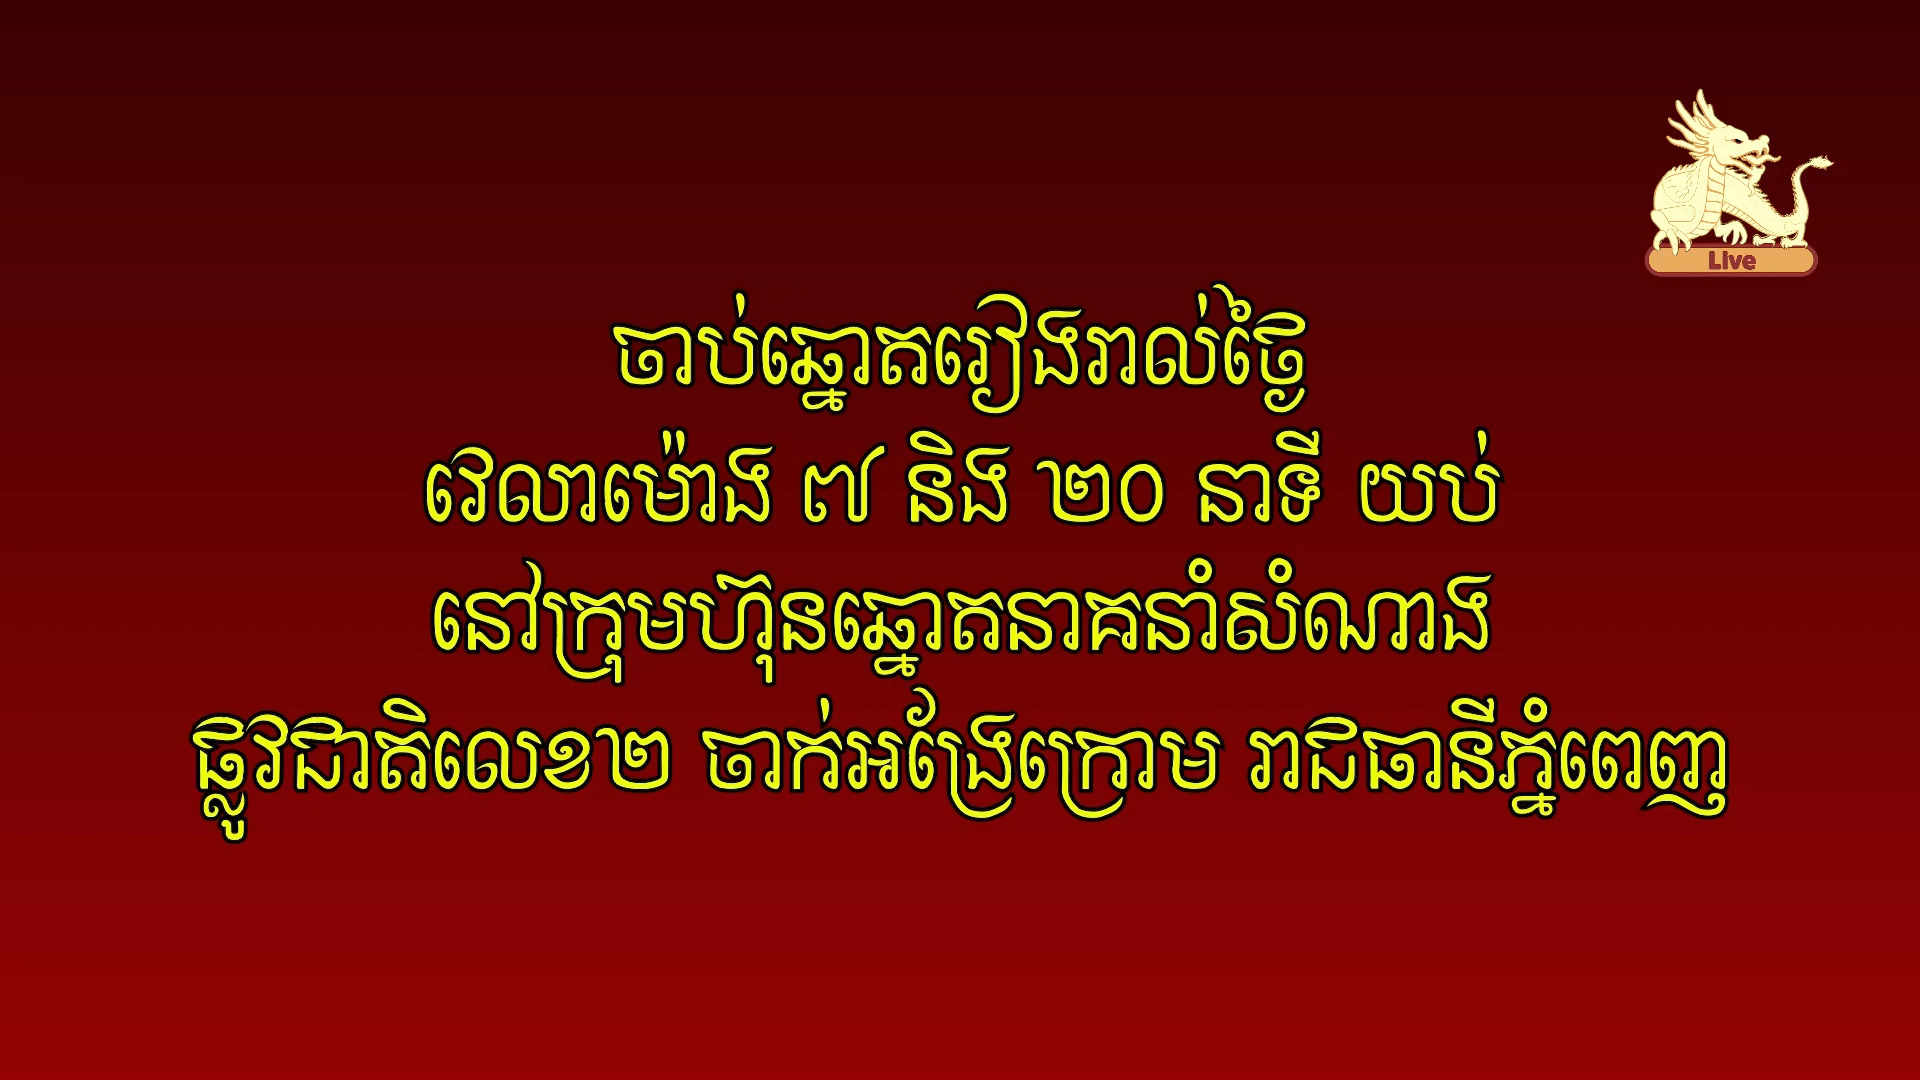 Live
ចាប់ឆ្នោតរៀងរាល់ថ្ងៃ
វេលាម៉ោង ៧ និង ២០ នាទី យប់
នៅក្រុមហ៊ុនឆ្នោតនាគនាំសំណាង
ផ្លូវជាតិលេខ២ ចាក់អង្រែក្រោម រាជធានីភ្នំពេញ